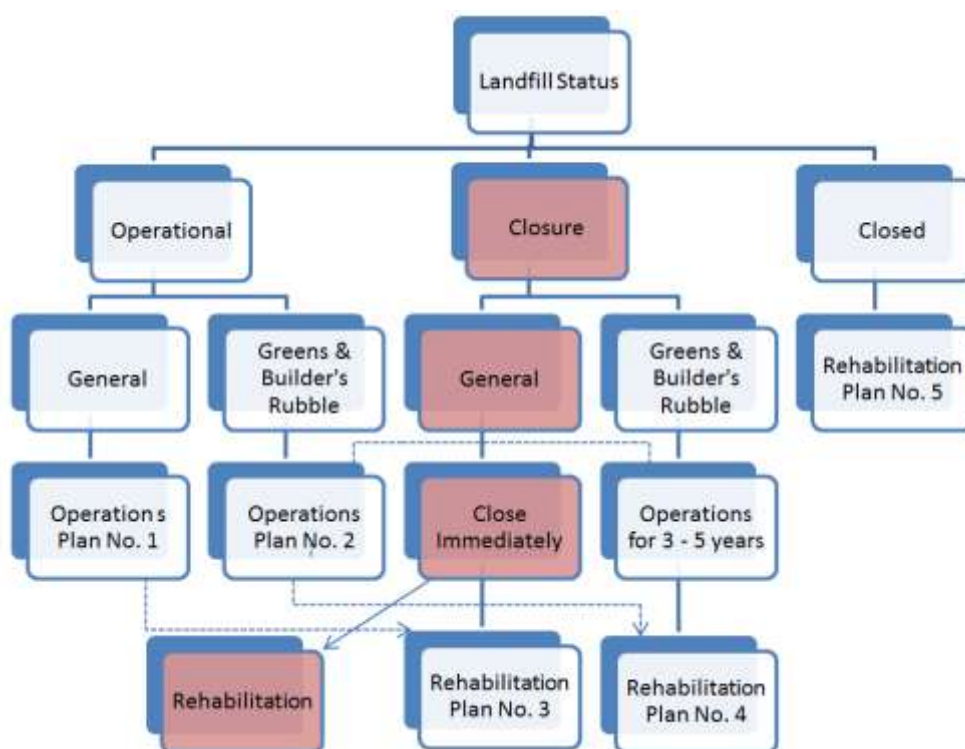 Landfill Status
Operational
Closure
Closed
General
Greens &
Builder's
Rubble
General
Greens &
Builder's
Rubble
Rehabilitation
Plan No. 5
Operations
Plan No. 1
Operations
Plan No. 2
Close
Immediately
Operations
for 3 - 5 years
Rehabilitation
Rehabilitation
Plan No. 3
Rehabilitation
Plan No. 4